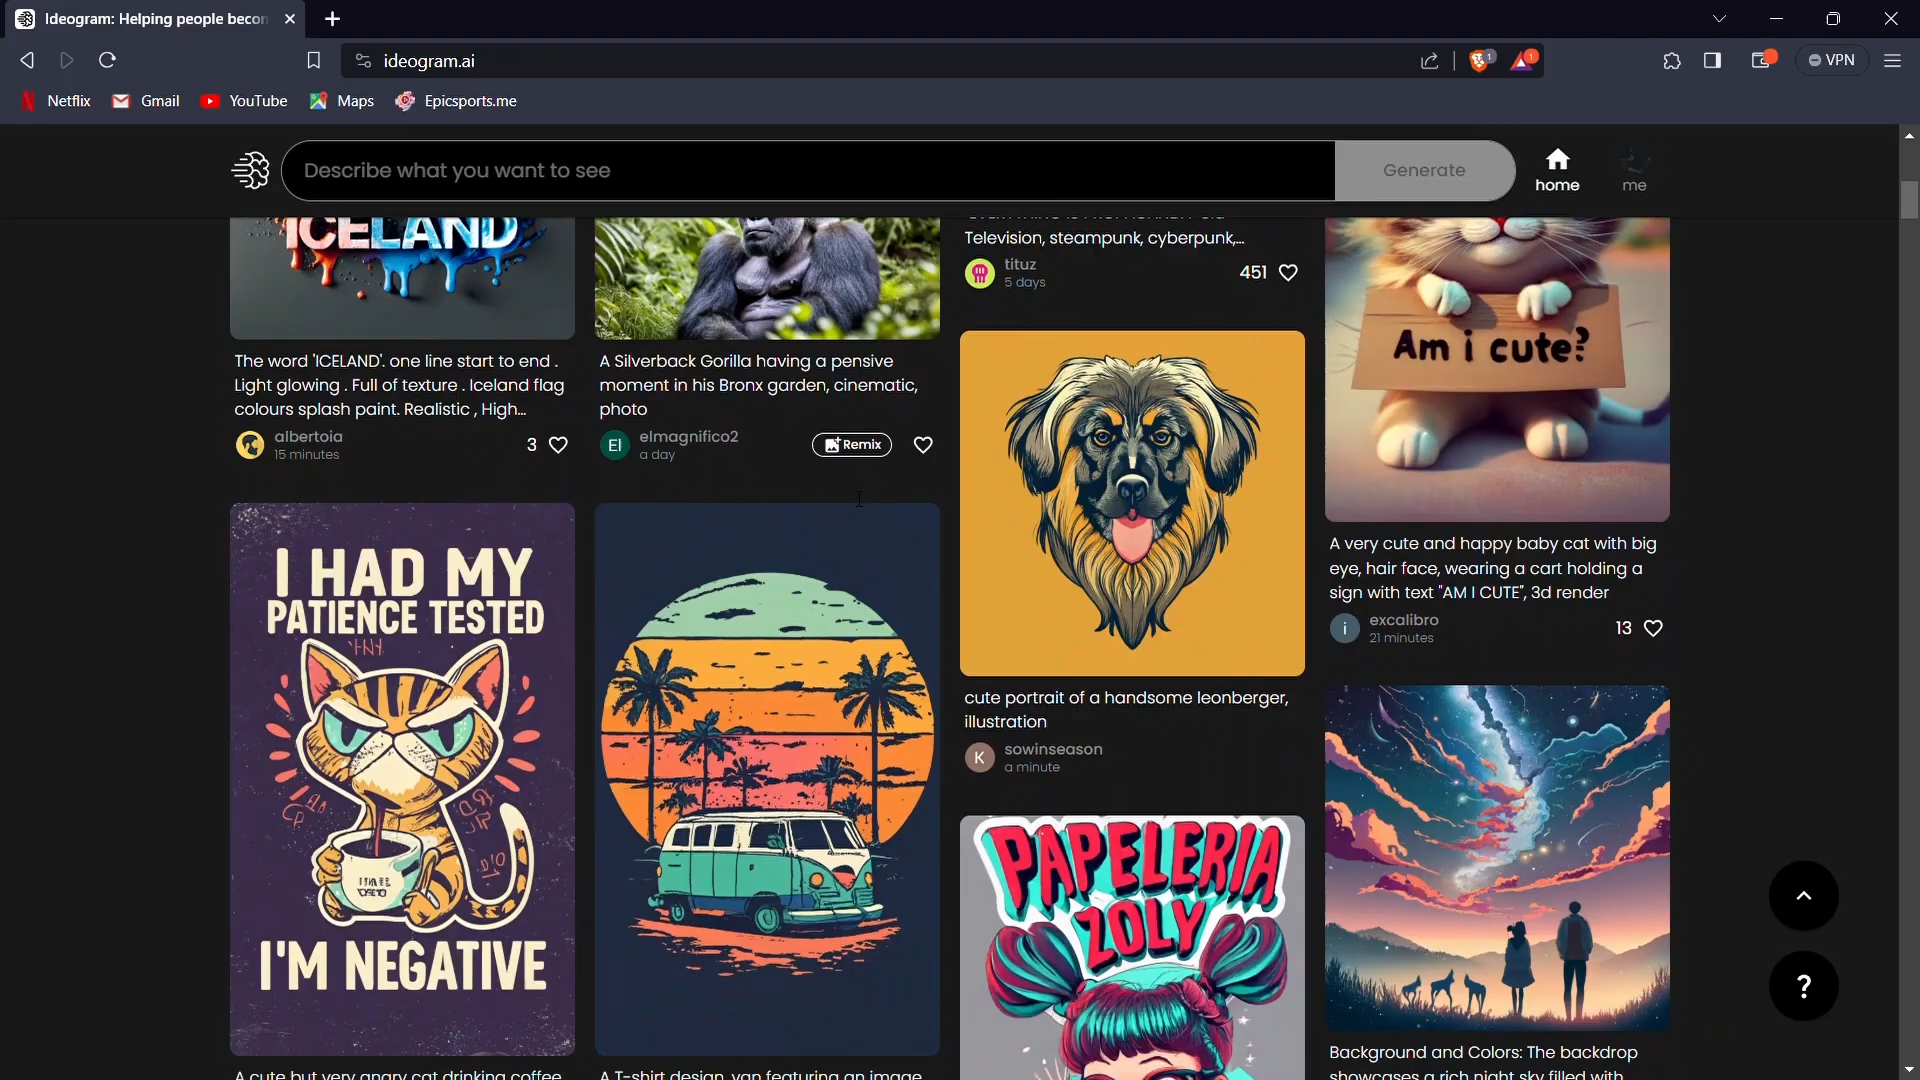 Ideogram: Helping people becon
ideogram.ai
1
1
VPN
Netflix
Gmail
YouTube
Maps
Epicsports.me
Describe what you want to see
Generate
home
me
ICELAND
The word 'ICELAND'. one line start to end .
Light glowing . Full of texture . Iceland flag
colours splash paint. Realistic , High...
albertoia
15 minutes
3
A Silverback Gorilla having a pensive
moment in his Bronx garden, cinematic,
photo
El
elmagnifico2
a day
Remix
Television, steampunk, cyberpunk,...
tituz
5 days
451
Am i cute?
A very cute and happy baby cat with big
eye, hair face, wearing a cart holding a
sign with text "AM I CUTE", 3d render
i
excalibro
21 minutes
13
I HAD MY
PATIENCE TESTED
I'M NEGATIVE
cute portrait of a handsome leonberger,
illustration
K
sowinseason
a minute
PAPELERIA
ZOLY
?
A cute but very angry cat drinking coffee
A T-shirt design, van featuring an image
Background and Colors: The backdrop
showcases a rich night sky filled with